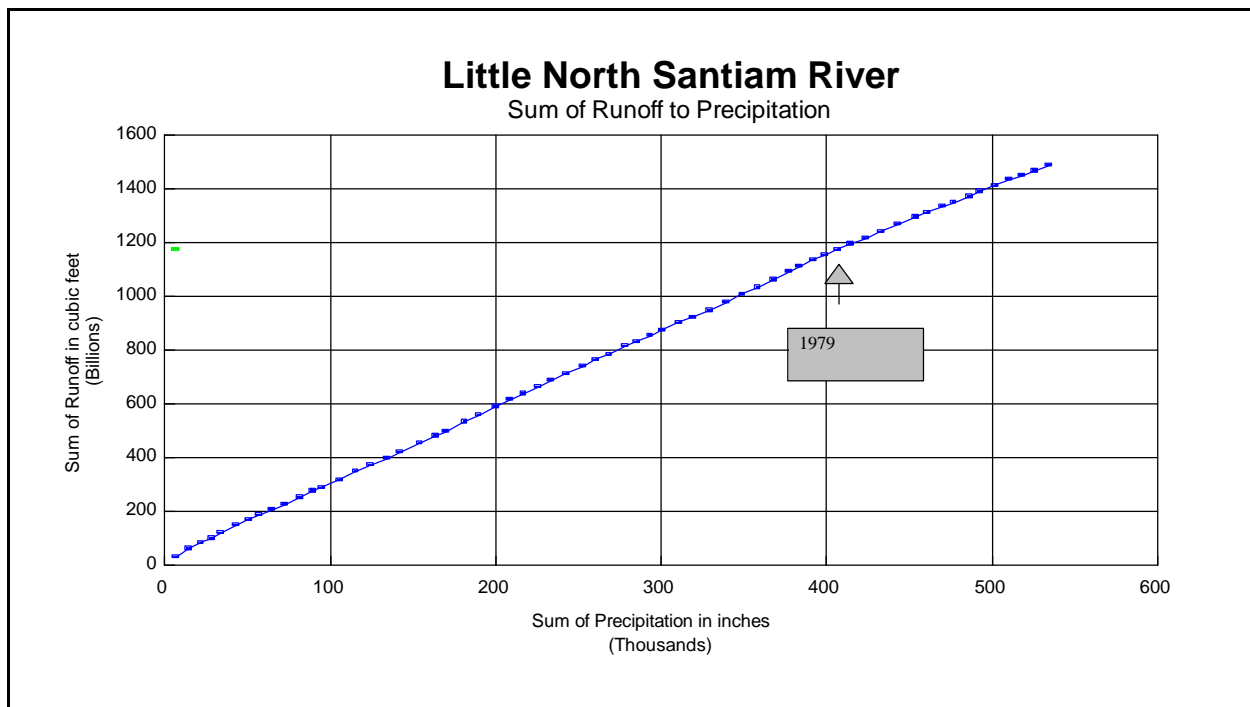 Little North Santiam River
Sum of Runoff to Precipitation
Sum of Runoff in cubic feet
(Billions)
1600
1400
1200
1000
800
600
400
200
0
1979
0 100 200 300 400 500 600
Sum of Precipitation in inches
(Thousands)